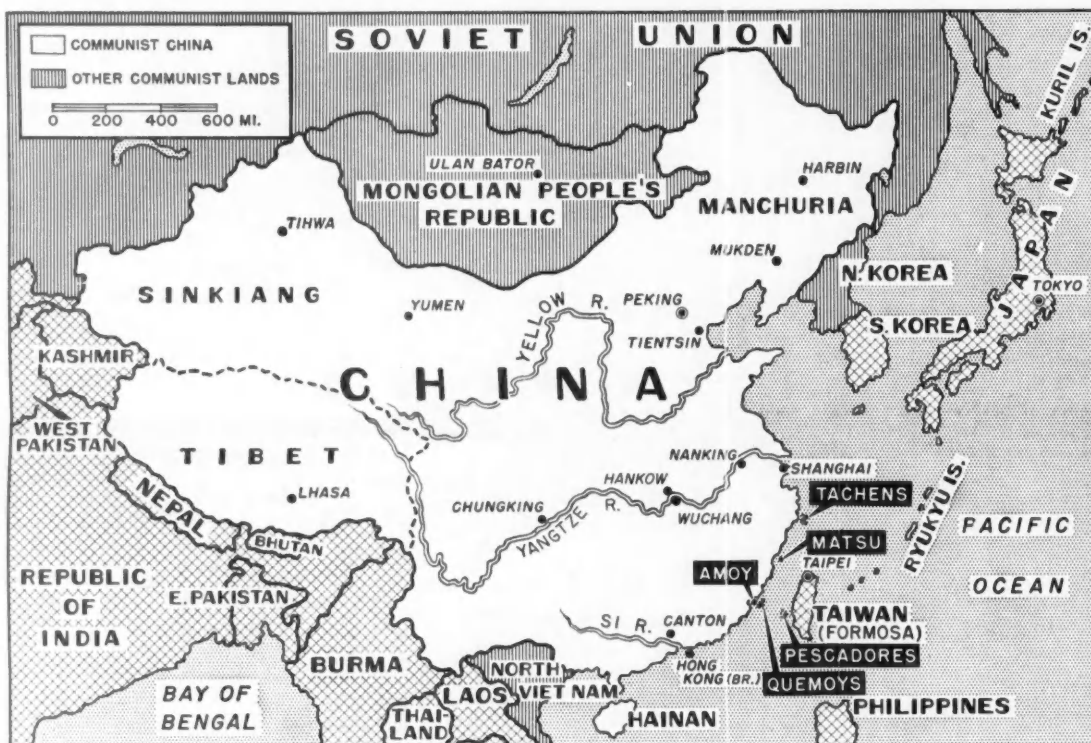 COMMUNIST CHINA
OTHER COMMUNIST LANDS
0 200 400 600 MI.
SOVIET UNION
KURIL IS.
ULAN BATOR
MONGOLIAN PEOPLE'S
REPUBLIC
HARBIN
MANCHURIA
TIHWA
MUKDEN
JAPAN
SINKIANG
YUMEN
YELLOW R.
PEKING
N. KOREA
TOKYO
TIENTSIN
S. KOREA
KASHMIR
CHINA
WEST
PAKISTAN
TIBET
NANKING
SHANGHAI
LHASA
HANKOW
NEPAL
CHUNGKING
YANGTZE R.
WUCHANG
TACHENS
RYUKYU IS.
PACIFIC
OCEAN
BHUTAN
MATSU
TAIPEI
AMOY
REPUBLIC
OF
INDIA
E. PAKISTAN
SI R.
CANTON
TAIWAN
(FORMOSA)
BURMA
HONG
KONG (BR.)
PESCADORES
QUEMOYS
NORTH
VIET NAM
LAOS
BAY OF
BENGAL
THAI-
LAND
HAINAN
PHILIPPINES